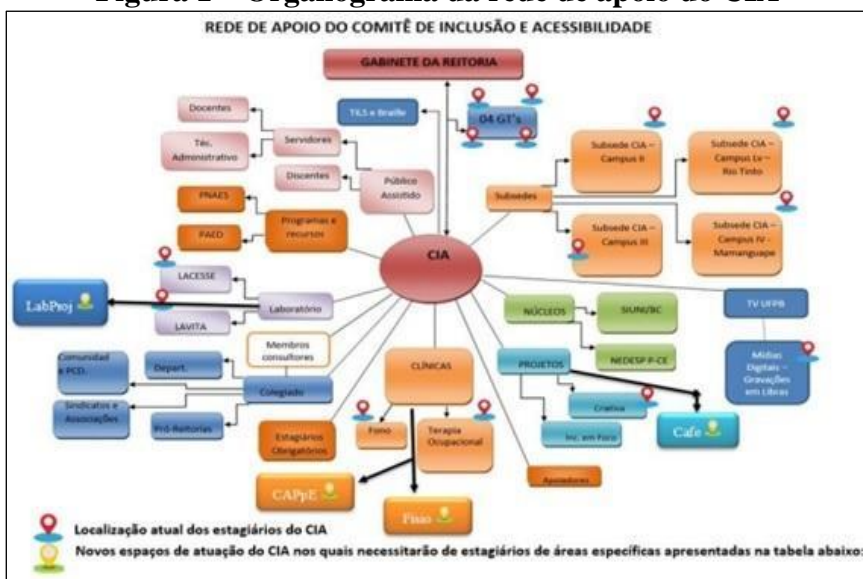 Figura 1 – Organograma da rede de apoio do CIA
REDE DE APOIO DO COMITÊ DE INCLUSÃO E ACESSIBILIDADE
GABINETE DA REITORIA
Docentes
TILS e Braille
04 GT's
Téc.
Administrativo
Servidores
Discentes
Público
Assistido
Subsedes
Subsede CIA –
Campus II
Subsede CIA –
Campus Lv –
Rio Tinto
Subsede CIA –
Campus III
Subsede CIA –
Campus IV -
Mamanguape
PNAES
PAED
Programas e
recursos
CIA
LACESSE
LAVITA
Laboratório
LabProj
Membros
consultores
Comunidad
e PCD.
Depart.
Colegiado
Sindicatos e
Associações
Pró-Reitorias
Estagiários
Obrigatórios
CLÍNICAS
Fono
Terapia
Ocupacional
CAPpE
Fisio
NÚCLEOS
SIUNI/BC
NEDESP P-CE
PROJETOS
Criativa
Inc. em Foco
Cafe
Apoiadores
TV UFPB
Mídias
Digitais –
Gravações
em Libras
Localização atual dos estagiários do CIA
Novos espaços de atuação do CIA nos quais necessitarão de estagiários de áreas específicas apresentadas na tabela abaixo: